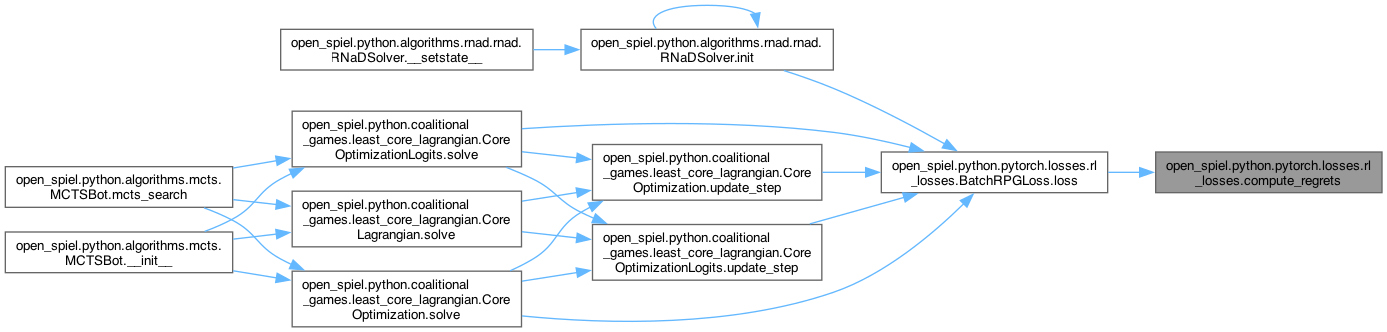 open_spiel.python.algorithms.rnad.rnad.
RNaDSolver.__setstate__
open_spiel.python.algorithms.rnad.rnad.
RNaDSolver.init
open_spiel.python.coalitional
_games.least_core_lagrangian.Core
OptimizationLogits.solve
open_spiel.python.coalitional
_games.least_core_lagrangian.Core
Optimization.update_step
open_spiel.python.pytorch.losses.rl
_losses.BatchRPGLoss.loss
open_spiel.python.pytorch.losses.rl
_losses.compute_regrets
open_spiel.python.algorithms.mcts.
MCTSBot.mcts_search
open_spiel.python.coalitional
_games.least_core_lagrangian.Core
Lagrangian.solve
open_spiel.python.coalitional
_games.least_core_lagrangian.Core
OptimizationLogits.update_step
open_spiel.python.algorithms.mcts.
MCTSBot.__init__
open_spiel.python.coalitional
_games.least_core_lagrangian.Core
Optimization.solve